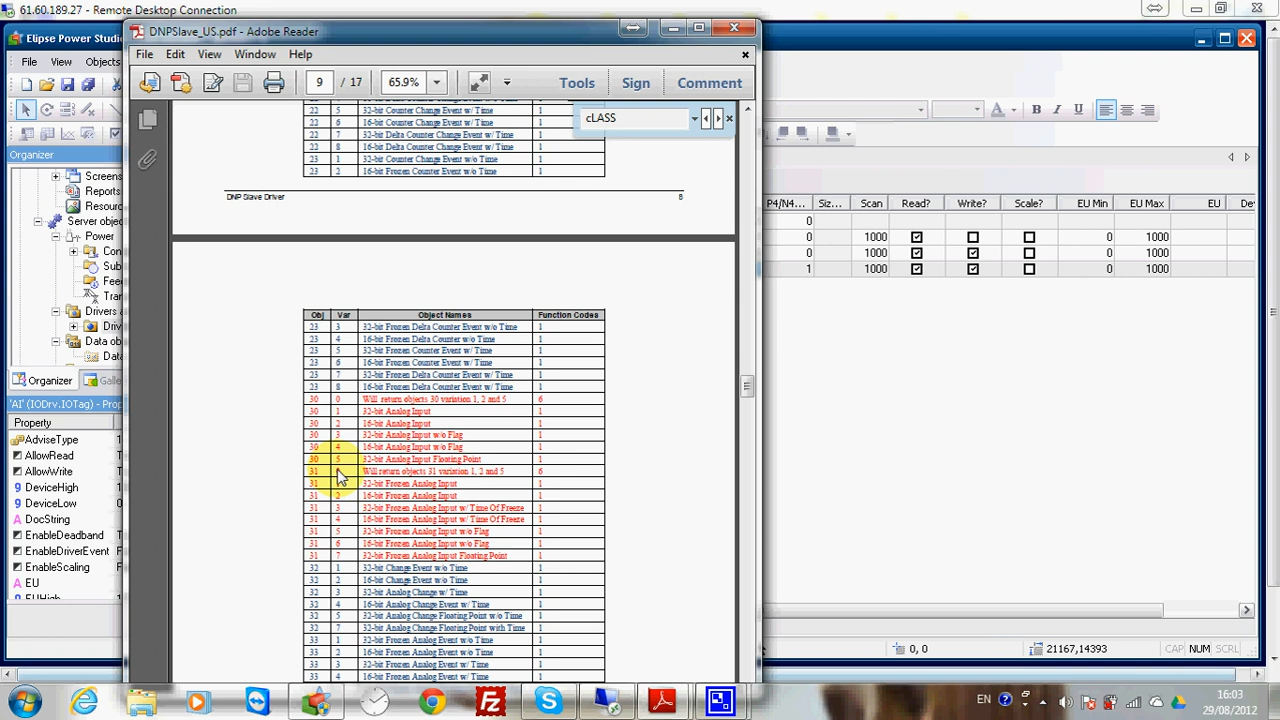 61.60.189.27 - Remote Desktop Connection
Elipse Power Studio
DNPSlave_US.pdf - Adobe Reader
File View Objects
File Edit View Window Help
9 / 17 65.9% Tools Sign Comment
cLASS
Organizer
Screens
Reports
Resour
Server objec
Power
Con
Sub
Fee
Tran
Drivers a
Driv
Data obj
Dat
Organizer Galle
'AI' (IODrv.IOTag) - Prop
Property
AdviseType
AllowRead
AllowWrite
DeviceHigh
DeviceLow
DocString
EnableDeadband
EnableDriverEvent
EnableScaling
EU
EUHigh
22 5 32-bit Counter Change Event w/ Time 1
22 6 16-bit Counter Change Event w/ Time 1
22 7 32-bit Delta Counter Change Event w/ Time 1
22 8 16-bit Delta Counter Change Event w/ Time 1
23 1 32-bit Counter Change Event w/o Time 1
23 2 16-bit Frozen Counter Event w/o Time 1
DNP Slave Driver 8
Obj Var Object Names Function Codes
23 3 32-bit Frozen Delta Counter Event w/o Time 1
23 4 16-bit Frozen Delta Counter w/o Time 1
23 5 32-bit Frozen Counter Event w/ Time 1
23 6 16-bit Frozen Counter Event w/ Time 1
23 7 32-bit Frozen Delta Counter Event w/ Time 1
23 8 16-bit Frozen Delta Counter Event w/ Time 1
30 0 Will return objects 30 variation 1, 2 and 5 6
30 1 32-bit Analog Input 1
30 2 16-bit Analog Input 1
30 3 32-bit Analog Input w/o Flag 1
30 4 16-bit Analog Input w/o Flag 1
30 5 32-bit Analog Input Floating Point 1
31 Will return objects 31 variation 1, 2 and 5 6
31 32-bit Frozen Analog Input 1
31 2 16-bit Frozen Analog Input 1
31 3 32-bit Frozen Analog Input w/ Time Of Freeze 1
31 4 16-bit Frozen Analog Input w/ Time Of Freeze 1
31 5 32-bit Frozen Analog Input w/o Flag 1
31 6 16-bit Frozen Analog Input w/o Flag 1
31 7 32-bit Frozen Analog Input Floating Point 1
32 1 32-bit Change Event w/o Time 1
32 2 16-bit Change Event w/o Time 1
32 3 32-bit Analog Change w/ Time 1
32 4 16-bit Analog Change Event w/ Time 1
32 5 32-bit Analog Change Floating Point w/o Time 1
32 7 32-bit Analog Change Floating Point with Time 1
33 1 32-bit Frozen Analog Event w/o Time 1
33 2 16-bit Frozen Analog Event w/o Time 1
33 3 32-bit Frozen Analog Event w/ Time 1
33 4 16-bit Frozen Analog Event w/ Time 1
A B I U
P4/N4... Siz... Scan Read? Write? Scale? EU Min EU Max EU Dev
0
0 1000 0 1000
0 1000 0 1000
1 1000 0 1000
0, 0 21167,14393 CAP NUM SCRL
EN 16:03
29/08/2012